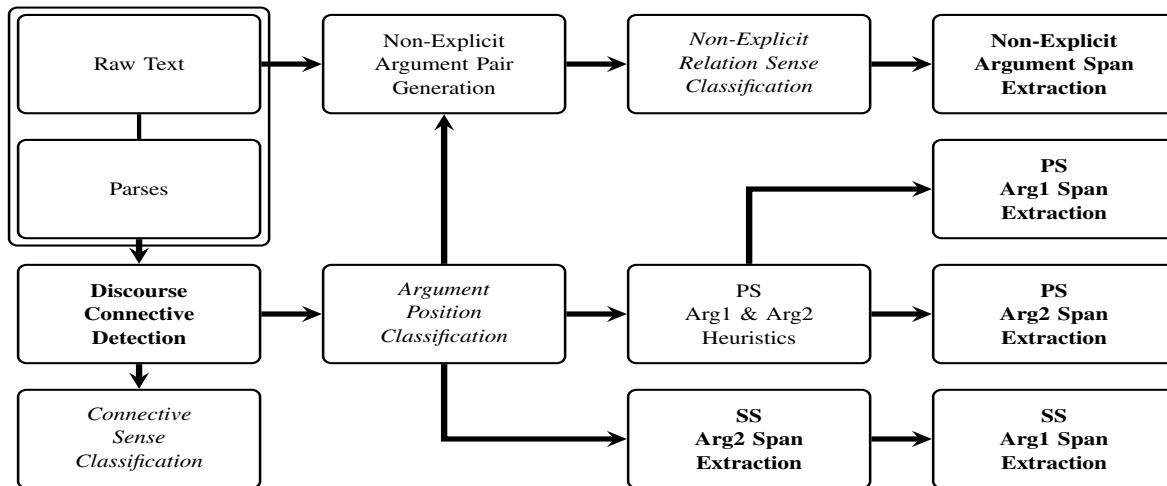 Raw Text
Non-Explicit
Argument Pair
Generation
Non-Explicit
Relation Sense
Classification
Non-Explicit
Argument Span
Extraction
Parses
PS
Arg1 Span
Extraction
Discourse
Connective
Detection
Argument
Position
Classification
PS
Arg1 & Arg2
Heuristics
PS
Arg2 Span
Extraction
Connective
Sense
Classification
SS
Arg2 Span
Extraction
SS
Arg1 Span
Extraction